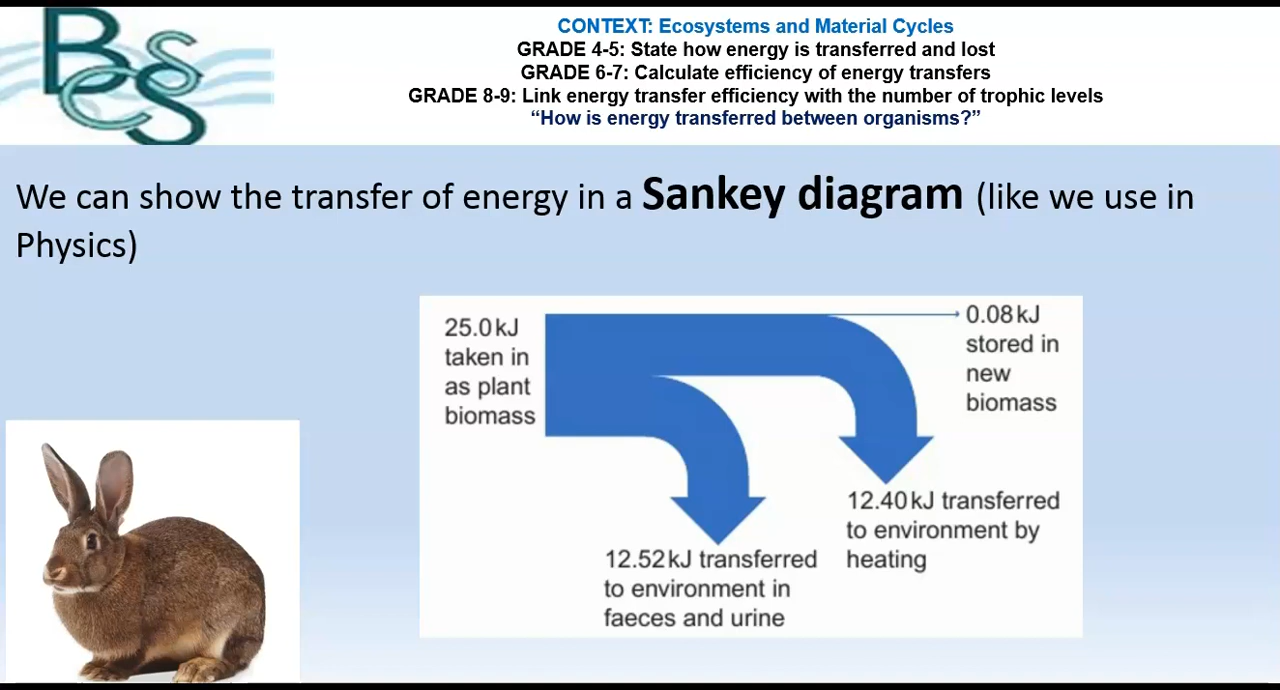 BCCSS
CONTEXT: Ecosystems and Material Cycles
GRADE 4-5: State how energy is transferred and lost
GRADE 6-7: Calculate efficiency of energy transfers
GRADE 8-9: Link energy transfer efficiency with the number of trophic levels
“How is energy transferred between organisms?”
We can show the transfer of energy in a Sankey diagram (like we use in
Physics)
25.0 kJ
taken in
as plant
biomass
0.08 kJ
stored in
new
biomass
12.40 kJ transferred
to environment by
heating
12.52 kJ transferred
to environment in
faeces and urine